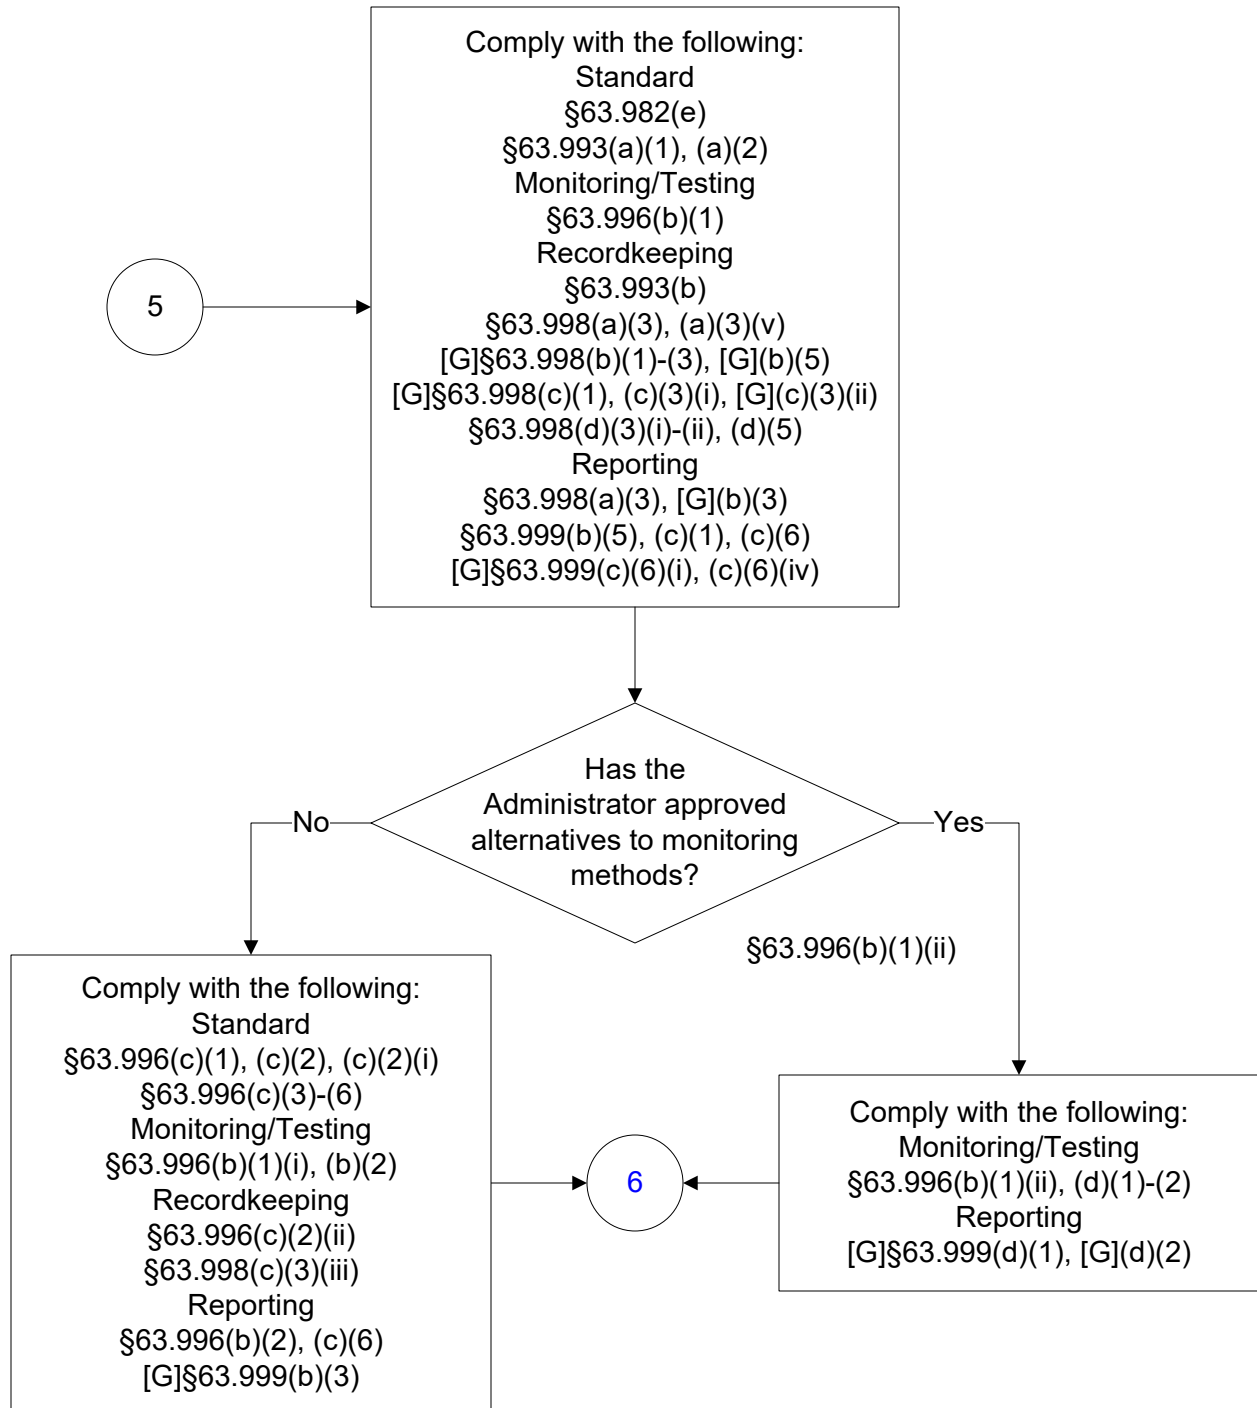 Comply with the following:
Standard
§63.982(e)
§63.993(a)(1), (a)(2)
Monitoring/Testing
§63.996(b)(1)
Recordkeeping
§63.993(b)
§63.998(a)(3), (a)(3)(v)
[G]§63.998(b)(1)-(3), [G](b)(5)
[G]§63.998(c)(1), (c)(3)(i), [G](c)(3)(ii)
§63.998(d)(3)(i)-(ii), (d)(5)
Reporting
§63.998(a)(3), [G](b)(3)
§63.999(b)(5), (c)(1), (c)(6)
[G]§63.999(c)(6)(i), (c)(6)(iv)
5
Has the
Administrator approved
alternatives to monitoring
methods?
No
Yes
§63.996(b)(1)(ii)
Comply with the following:
Standard
§63.996(c)(1), (c)(2), (c)(2)(i)
§63.996(c)(3)-(6)
Monitoring/Testing
§63.996(b)(1)(i), (b)(2)
Recordkeeping
§63.996(c)(2)(ii)
§63.998(c)(3)(iii)
Reporting
§63.996(b)(2), (c)(6)
[G]§63.999(b)(3)
6
Comply with the following:
Monitoring/Testing
§63.996(b)(1)(ii), (d)(1)-(2)
Reporting
[G]§63.999(d)(1), [G](d)(2)